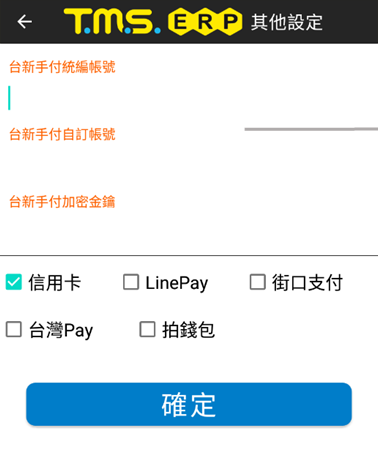 T.M.S. ERP 其他設定
台新手付統編帳號
台新手付自訂帳號
台新手付加密金鑰
信用卡 LinePay 街口支付
台灣Pay 拍錢包
確定